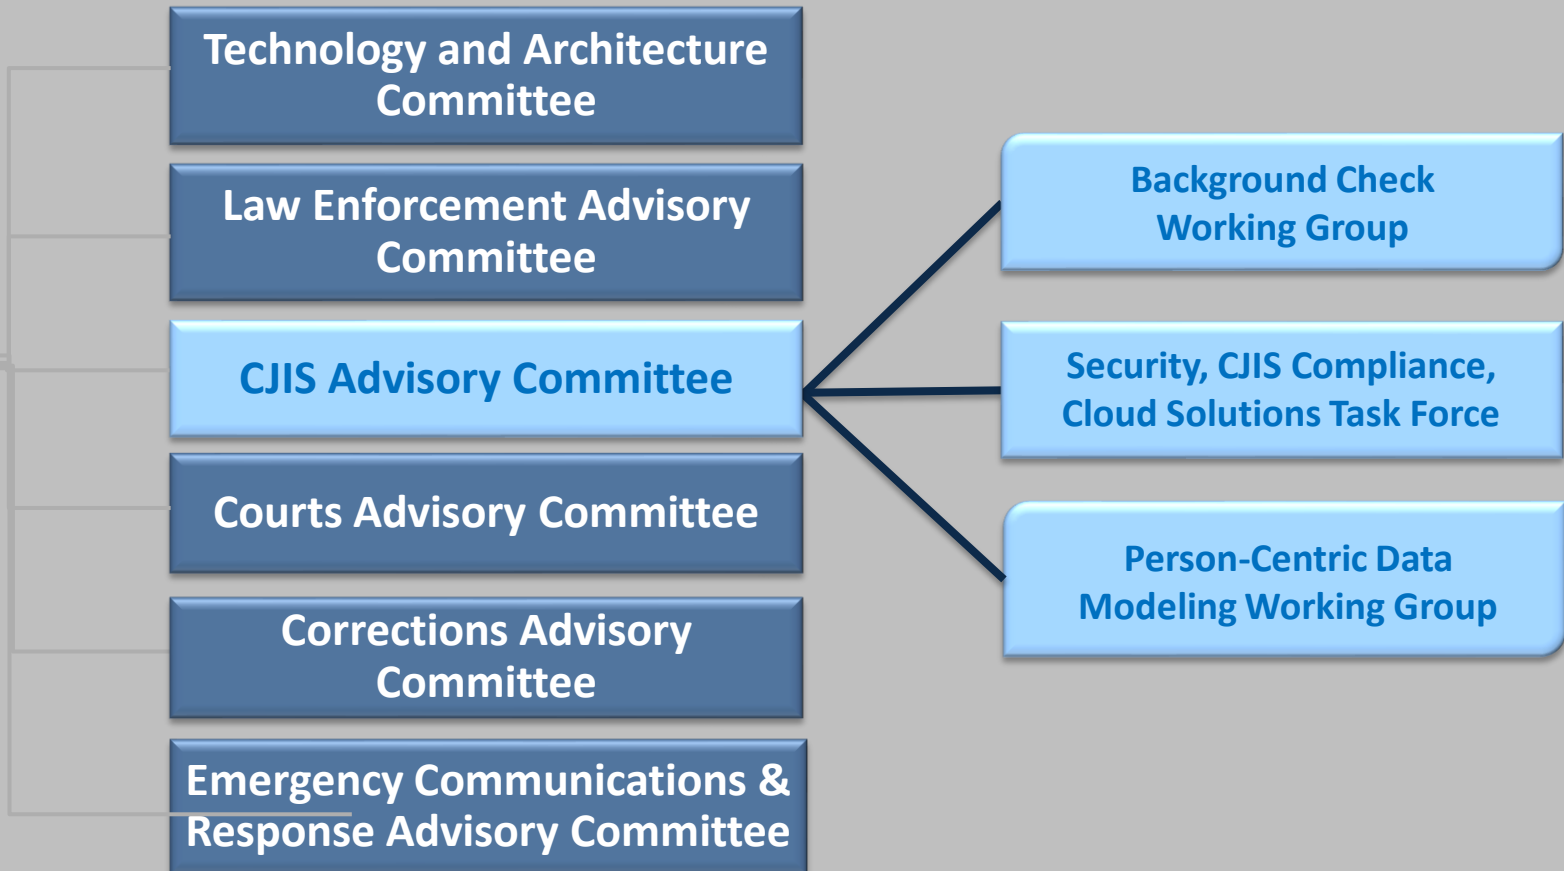 Technology and Architecture
Committee
Law Enforcement Advisory
Committee
CJIS Advisory Committee
Courts Advisory Committee
Corrections Advisory
Committee
Emergency Communications &
Response Advisory Committee
Background Check
Working Group
Security, CJIS Compliance,
Cloud Solutions Task Force
Person-Centric Data
Modeling Working Group